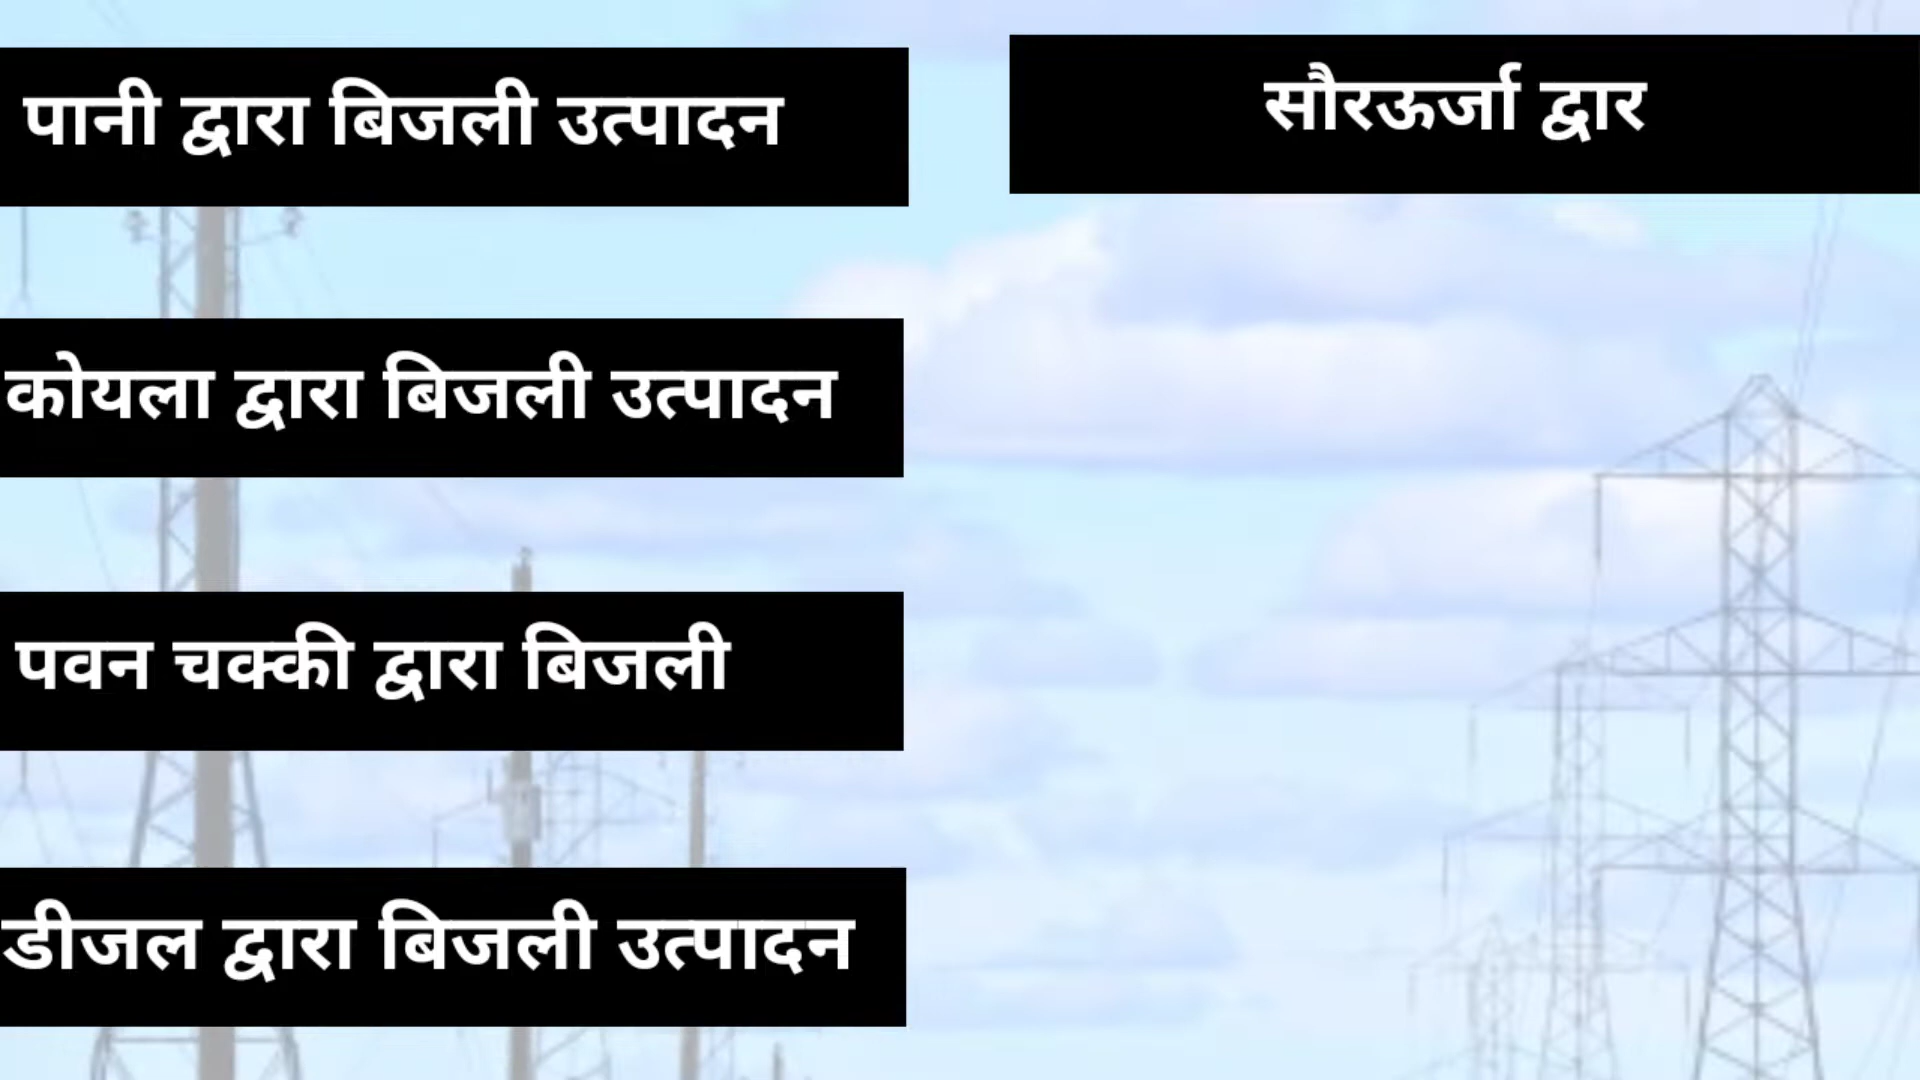 पानी द्वारा बिजली उत्पादन
सौरऊर्जा द्वार
कोयला द्वारा बिजली उत्पादन
पवन चक्की द्वारा बिजली
डीजल द्वारा बिजली उत्पादन